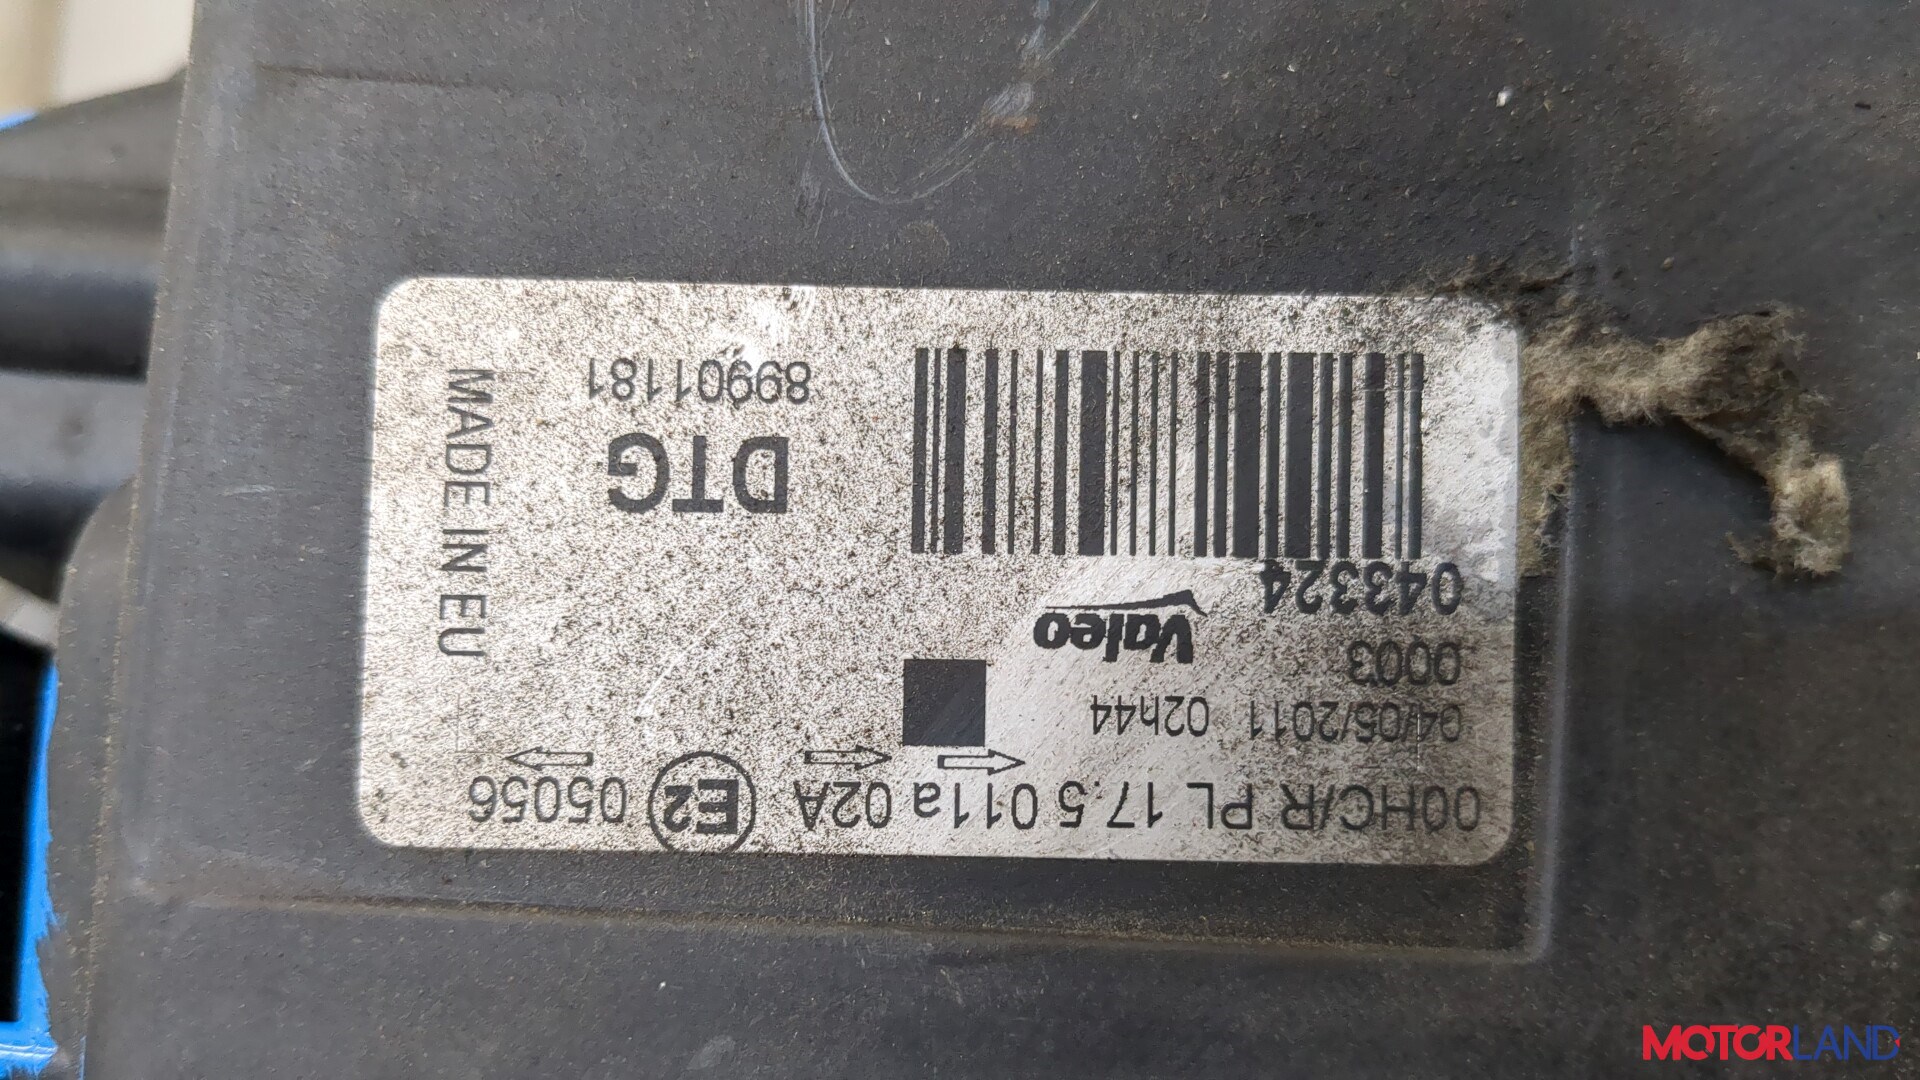 00HC/R PL 17.5 011a 02A E2 05056
04/05/2011 02h44
0003
Valeo
043324
DTG
89901181
MADE IN EU
MOTORLAND